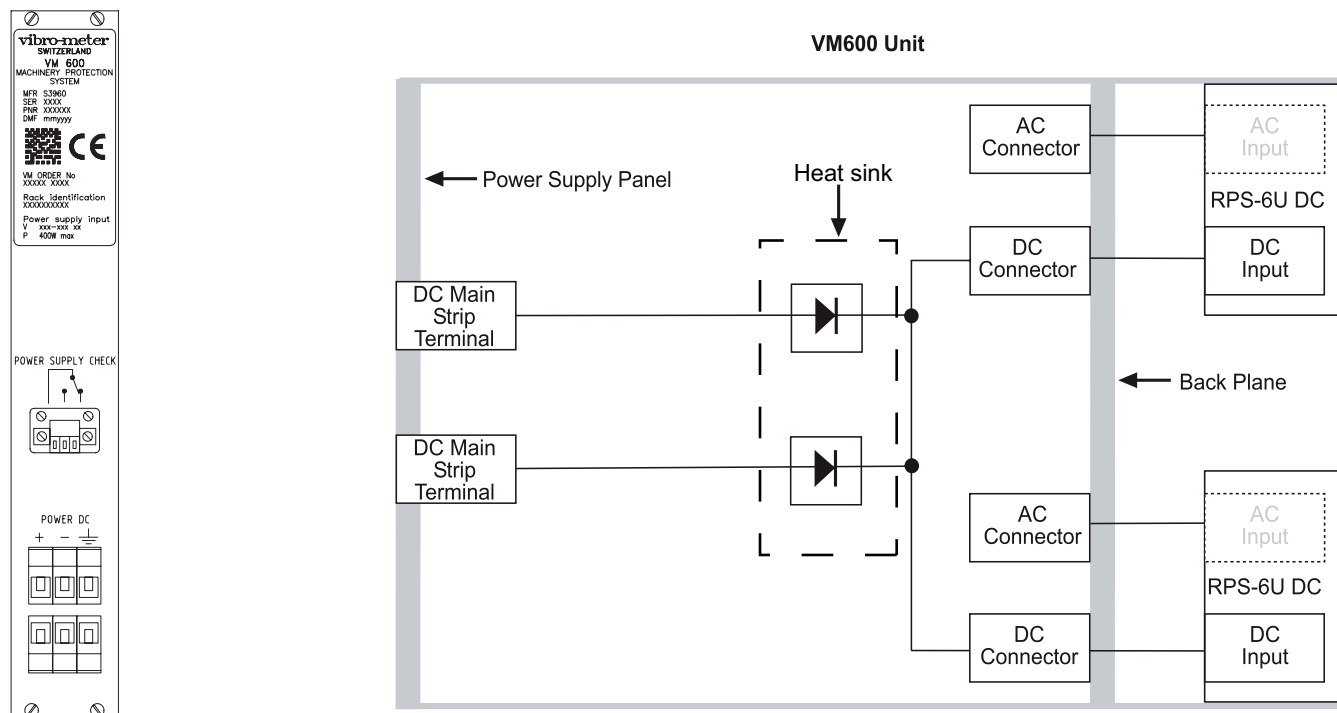 vibro-meter
SWITZERLAND
VM 600
MACHINERY PROTECTION
SYSTEM
MFR S3960
SER XXXX
PNR XXXXXX
DMF mmyyyy
CE
VM ORDER No
XXXXX XXXX
Rack identification
XXXXXXXXXX
Power supply input
V xxx-xxx xx
P 400W max
POWER SUPPLY CHECK
POWER DC
+ −
VM600 Unit
Power Supply Panel
Heat sink
DC Main
Strip
Terminal
DC Main
Strip
Terminal
AC
Connector
DC
Connector
AC
Connector
DC
Connector
Back Plane
AC
Input
RPS-6U DC
DC
Input
AC
Input
RPS-6U DC
DC
Input